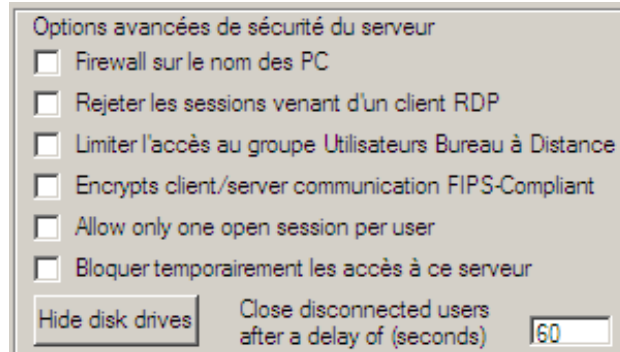 Options avancées de sécurité du serveur
Firewall sur le nom des PC
Rejeter les sessions venant d'un client RDP
Limiter l'accès au groupe Utilisateurs Bureau à Distance
Encrypts client/server communication FIPS-Compliant
Allow only one open session per user
Bloquer temporairement les accès à ce serveur
Hide disk drives
Close disconnected users
after a delay of (seconds)
60